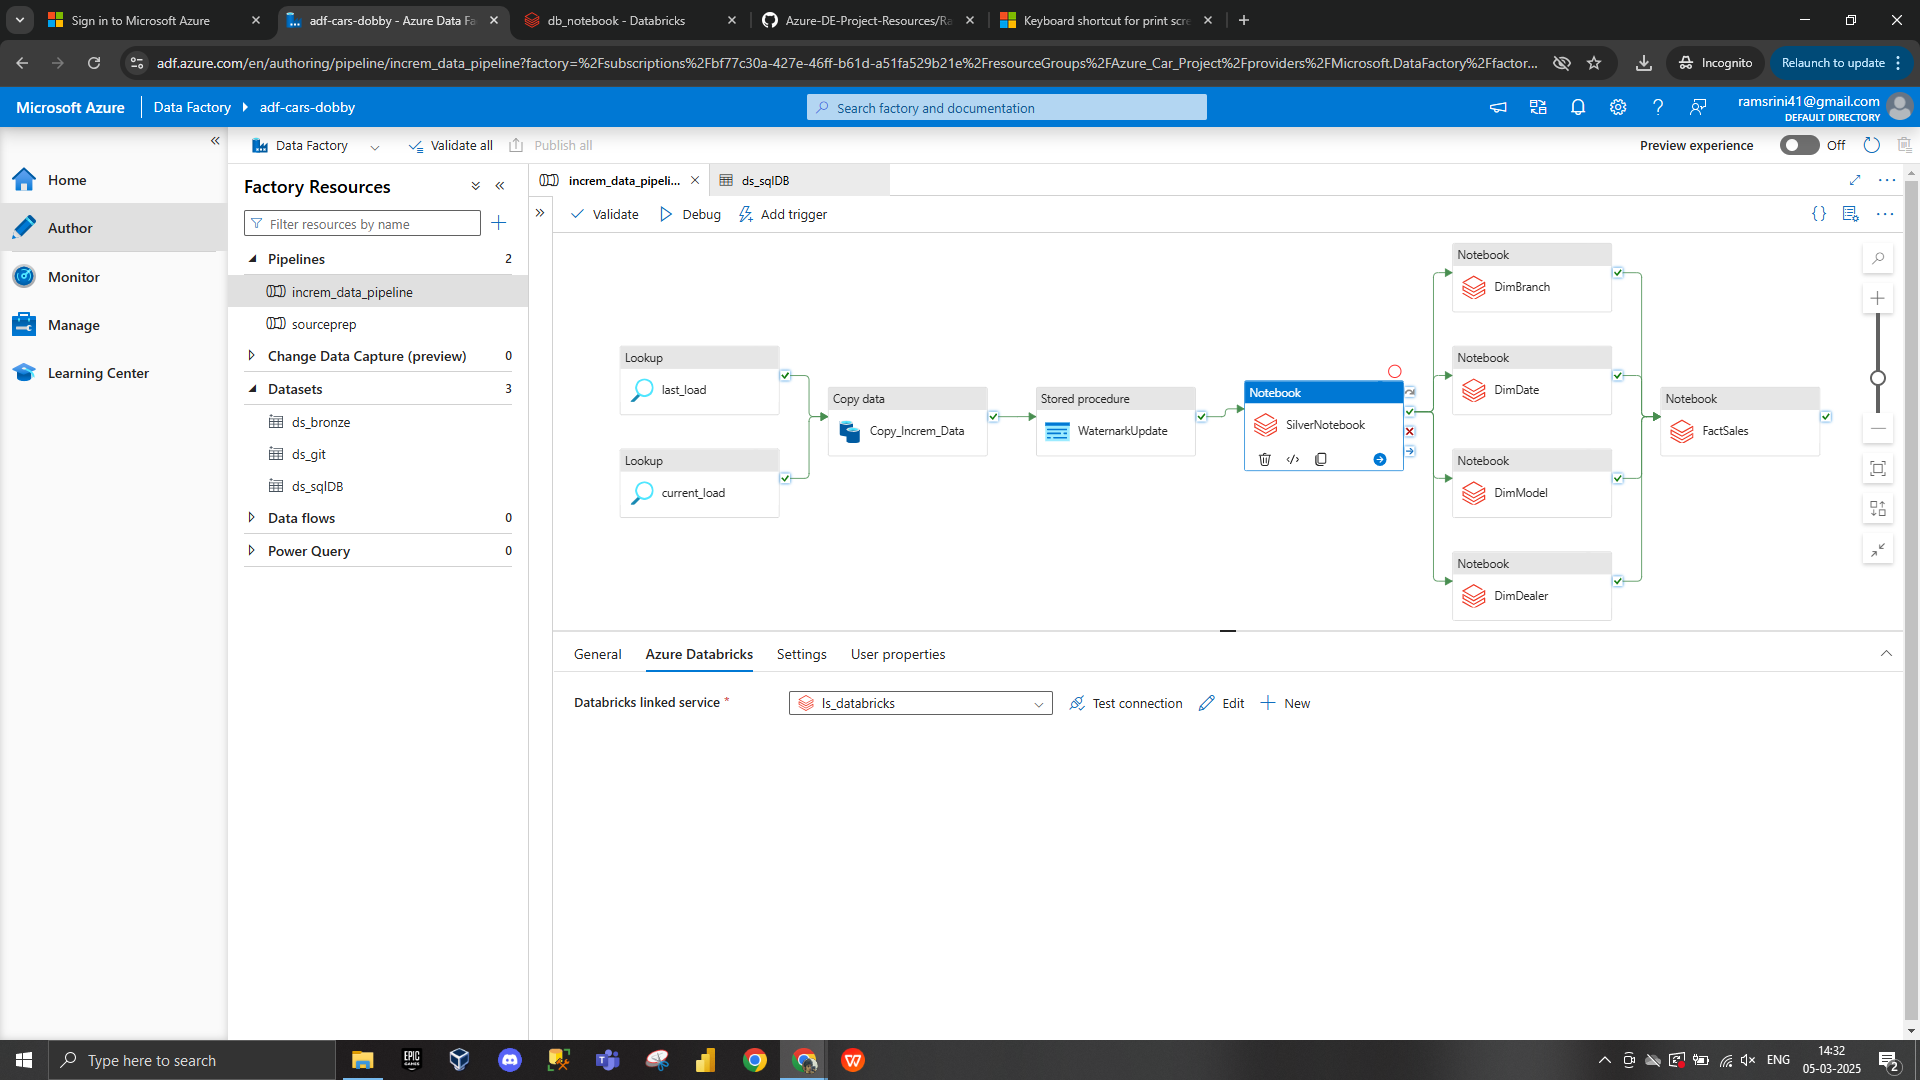 Sign in to Microsoft Azure
adf-cars-dobby - Azure Data Fa
db_notebook - Databricks
Azure-DE-Project-Resources/Ra
Keyboard shortcut for print scre
adf.azure.com/en/authoring/pipeline/increm_data_pipeline?factory=%2Fsubscriptions%2Fbf77c30a-427e-46ff-b61d-a51fa529b21e%2FresourceGroups%2FAzure_Car_Project%2Fproviders%2FMicrosoft.DataFactory%2Ffactor...
Incognito
Relaunch to update
Microsoft Azure
Data Factory
adf-cars-dobby
Search factory and documentation
ramsrini41@gmail.com
DEFAULT DIRECTORY
Data Factory
Validate all
Publish all
Preview experience
Off
Home
Author
Monitor
Manage
Learning Center
Factory Resources
Filter resources by name
Pipelines 2
increm_data_pipeline
sourceprep
Change Data Capture (preview) 0
Datasets 3
ds_bronze
ds_git
ds_sqlDB
Data flows 0
Power Query 0
increm_data_pipeli...
ds_sqlDB
Validate
Debug
Add trigger
Lookup
last_load
Lookup
current_load
Copy data
Copy_Increm_Data
Stored procedure
WaternarkUpdate
Notebook
SilverNotebook
Notebook
DimBranch
Notebook
DimDate
Notebook
DimModel
Notebook
DimDealer
Notebook
FactSales
General
Azure Databricks
Settings
User properties
Databricks linked service *
ls_databricks
Test connection
Edit
New
Type here to search
EPIC GAMES
ENG
14:32
05-03-2025
2